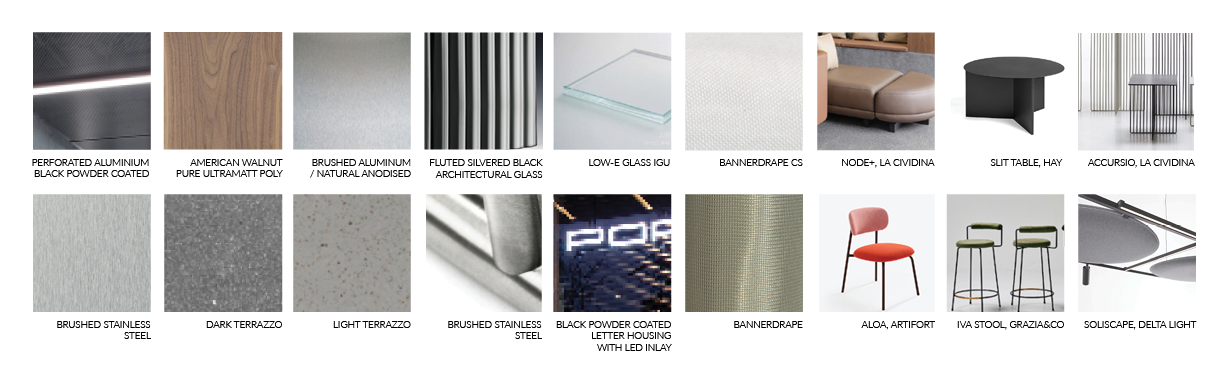 PERFORATED ALUMINIUM
BLACK POWDER COATED
AMERICAN WALNUT
PURE ULTRAMATT POLY
BRUSHED ALUMINUM
/ NATURAL ANODISED
FLUTED SILVERED BLACK
ARCHITECTURAL GLASS
LOW-E GLASS IGU
BANNERDRAPE CS
NODE+, LA CIVIDINA
SLIT TABLE, HAY
ACCURSIO, LA CIVIDINA
POR
BRUSHED STAINLESS
STEEL
DARK TERRAZZO
LIGHT TERRAZZO
BRUSHED STAINLESS
STEEL
BLACK POWDER COATED
LETTER HOUSING
WITH LED INLAY
BANNERDRAPE
ALOA, ARTIFORT
IVA STOOL, GRAZIA&CO
SOLISCAPE, DELTA LIGHT